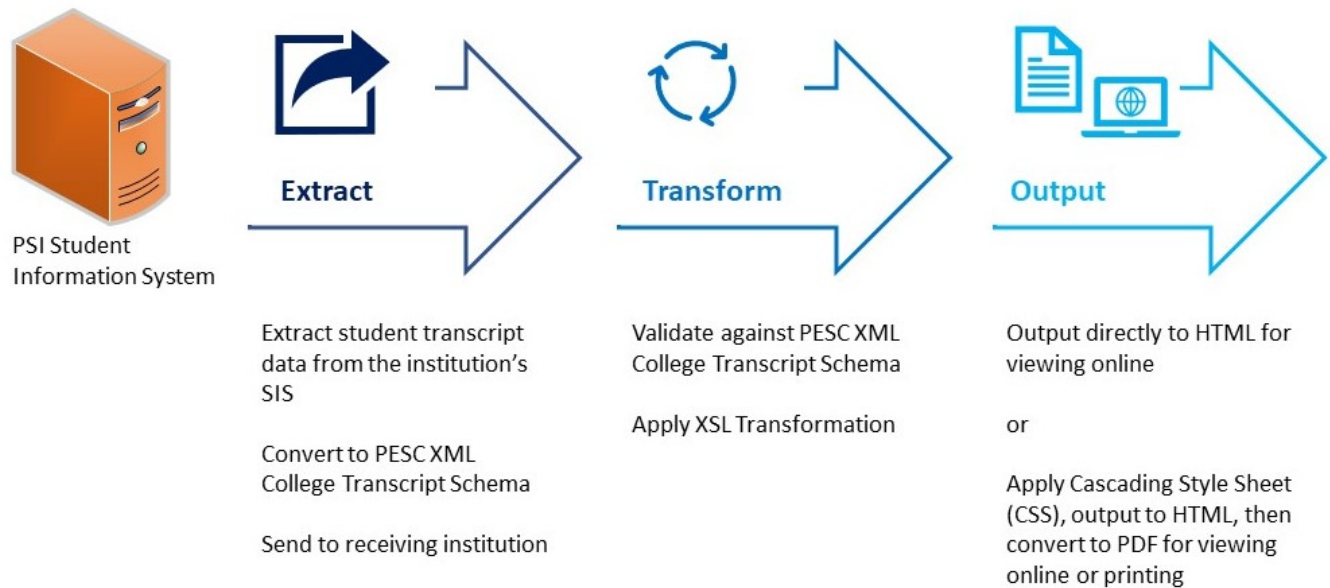 PSI Student
Information System
Extract
Extract student transcript
data from the institution's
SIS
Convert to PESC XML
College Transcript Schema
Send to receiving institution
Transform
Validate against PESC XML
College Transcript Schema
Apply XSL Transformation
Output
Output directly to HTML for
viewing online
or
Apply Cascading Style Sheet
(CSS), output to HTML, then
convert to PDF for viewing
online or printing